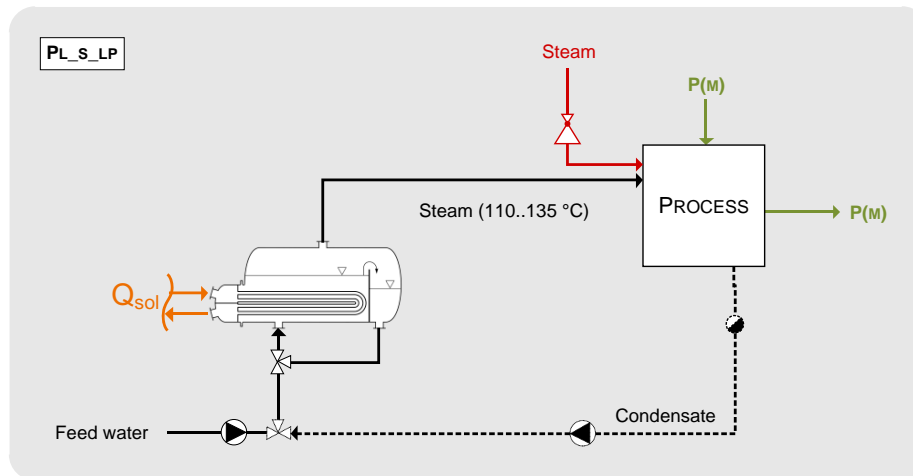 PL_S_LP
Steam
P(M)
PROCESS
Steam (110..135 °C)
P(M)
Qsol
Condensate
Feed water